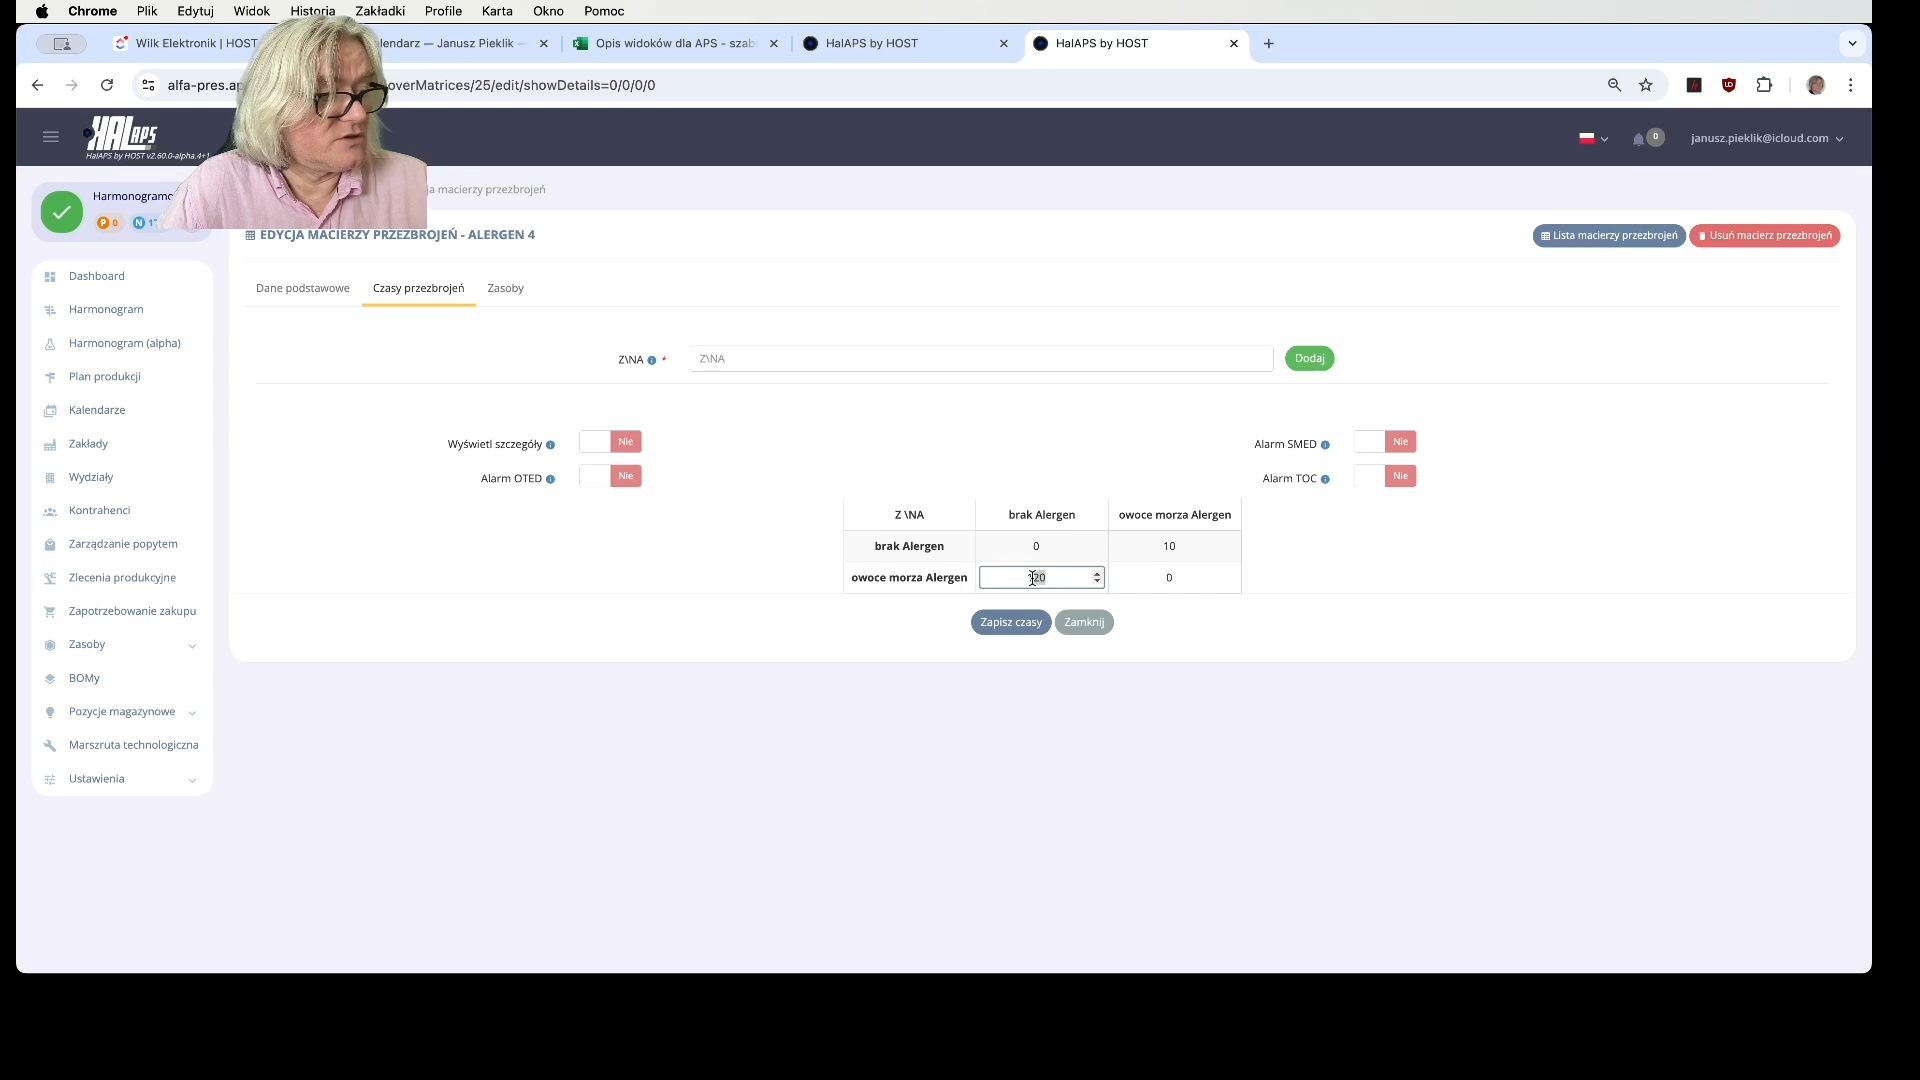 Chrome Plik Edytuj Widok Historia Zakładki Profile Karta Okno Pomoc
Wilk Elektronik | HOST
lendarz — Janusz Pieklik —
Opis widoków dla APS - szab
HalAPS by HOST
HalAPS by HOST
alfa-pres.ap
overMatrices/25/edit/showDetails=0/0/0/0
HALAPS
HalAPS by HOST v2.60.0-alpha.4+1
0
janusz.pieklik@icloud.com
Harmonogramo
P 0 N
ja macierzy przezbrojeń
EDYCJA MACIERZY PRZEZBROJEŃ - ALERGEN 4
Lista macierzy przezbrojeń
Usuń macierz przezbrojeń
Dashboard
Harmonogram
Harmonogram (alpha)
Plan produkcji
Kalendarze
Zakłady
Wydziały
Kontrahenci
Zarządzanie popytem
Zlecenia produkcyjne
Zapotrzebowanie zakupu
Zasoby
BOMy
Pozycje magazynowe
Marszruta technologiczna
Ustawienia
Dane podstawowe Czasy przezbrojeń Zasoby
Z\NA * Z\NA Dodaj
Wyświetl szczegóły Nie Alarm SMED Nie
Alarm OTED Nie Alarm TOC Nie
Z \NA brak Alergen owoce morza Alergen
brak Alergen 0 10
owoce morza Alergen 120 0
Zapisz czasy Zamknij